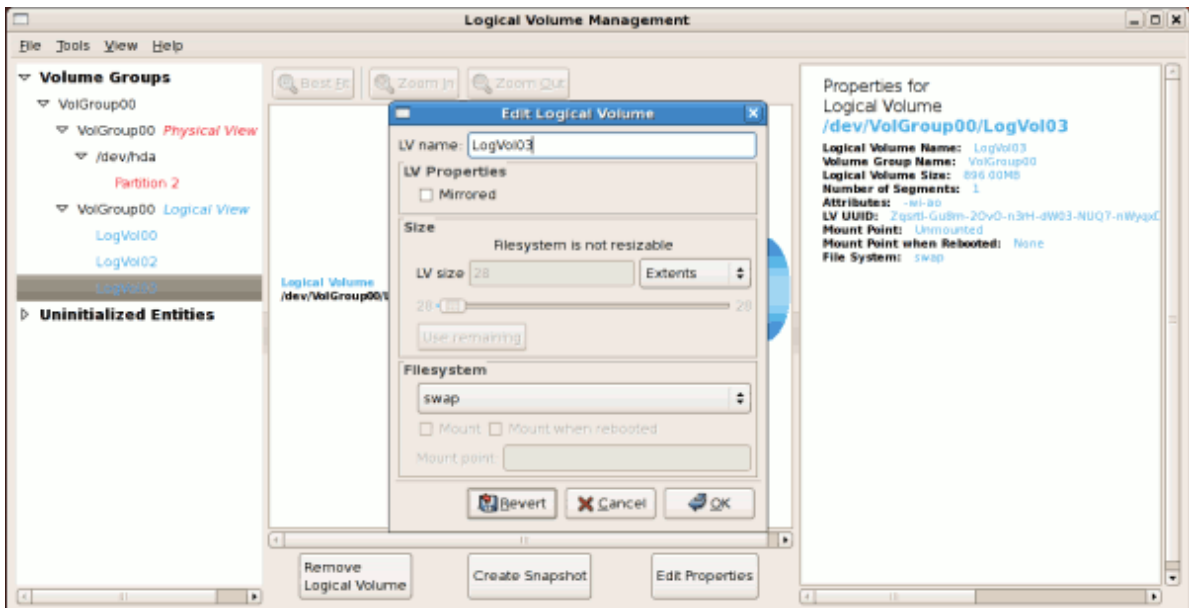 Logical Volume Management
File Tools View Help
Volume Groups
VolGroup00
VolGroup00 Physical View
/dev/hda
Partition 2
VolGroup00 Logical View
LogVol00
LogVol02
LogVol03
Uninitialized Entities
Best Fit Zoom In Zoom Out
Logical Volume
/dev/VolGroup00/L
Edit Logical Volume
LV name: LogVol03
LV Properties
Mirrored
Size
Filesystem is not resizable
LV size 28 Extents
28 28
Use remaining
Filesystem
swap
Mount Mount when rebooted
Mount point:
Revert Cancel OK
Remove
Logical Volume
Create Snapshot
Edit Properties
Properties for
Logical Volume
/dev/VolGroup00/LogVol03
Logical Volume Name: LogVol03
Volume Group Name: VolGroup00
Logical Volume Size: 896.00MB
Number of Segments: 1
Attributes: -wi-ao
LV UUID:
Mount Point: Unmounted
Mount Point when Rebooted: None
File System: swap